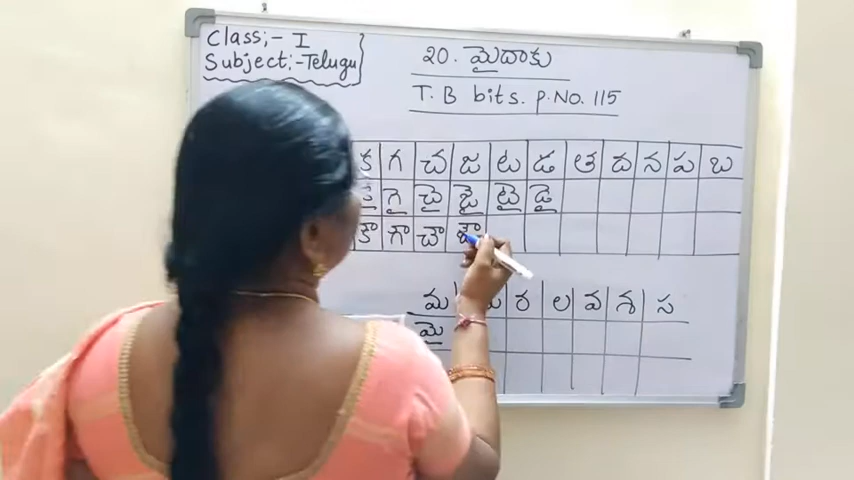 Class:- I
Subject:-Telugu
20. మైదాకు
T.B bits. P.No. 115
క గ చ జ ట డ త ద న ప బ
కై గై చై జై టై డై
కా గా చా జా
మ య ర ల వ శ స
మై